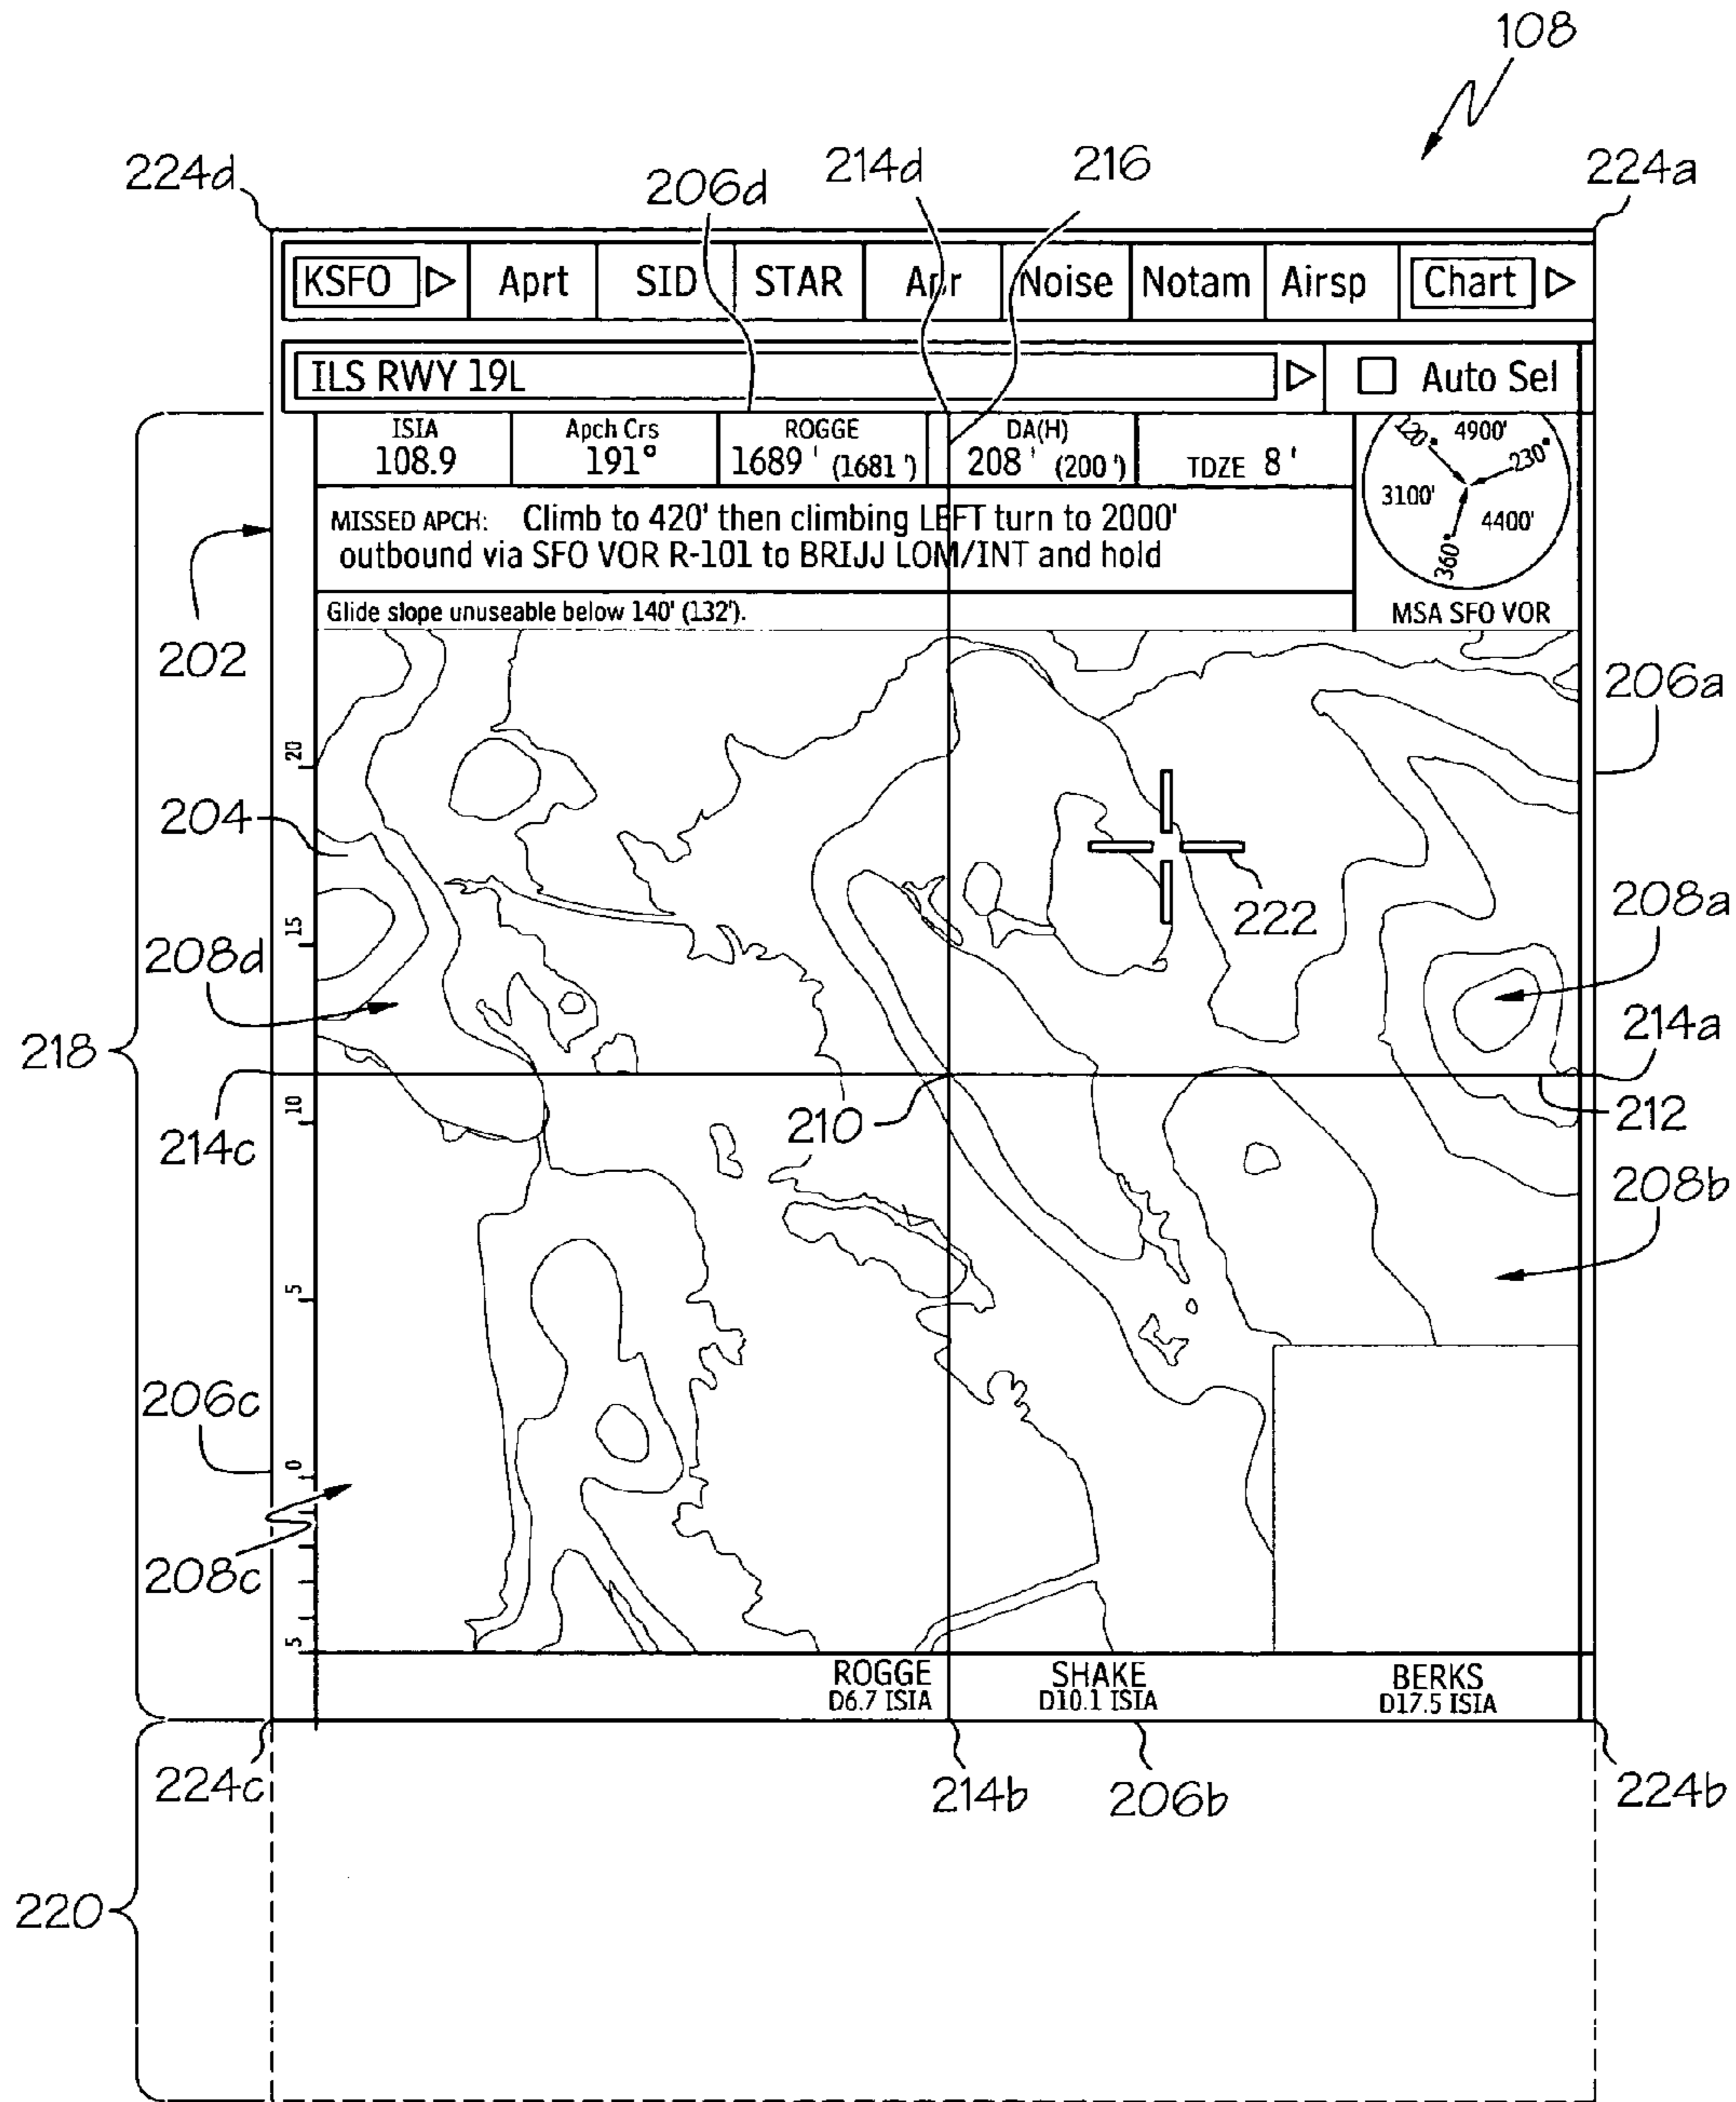 108
224d
206d
214d
216
224a
KSFO Aprt SID STAR Apr Noise Notam Airsp Chart
ILS RWY 19L
Auto Sel
ISIA
108.9
Apch Crs
191°
ROGGE
1689 ' (1681 ')
DA(H)
208 ' (200 ')
TDZE 8 '
120°
4900'
230°
3100'
4400'
360°
MSA SFO VOR
MISSED APCH: Climb to 420' then climbing LEFT turn to 2000'
outbound via SFO VOR R-101 to BRIJJ LOM/INT and hold
Glide slope unuseable below 140' (132').
202
206a
20
204
222
208a
15
208d
218
214a
10
210
212
214c
208b
5
206c
0
208c
5
ROGGE
D6.7 ISIA
SHAKE
D10.1 ISIA
BERKS
D17.5 ISIA
224c
214b
206b
224b
220